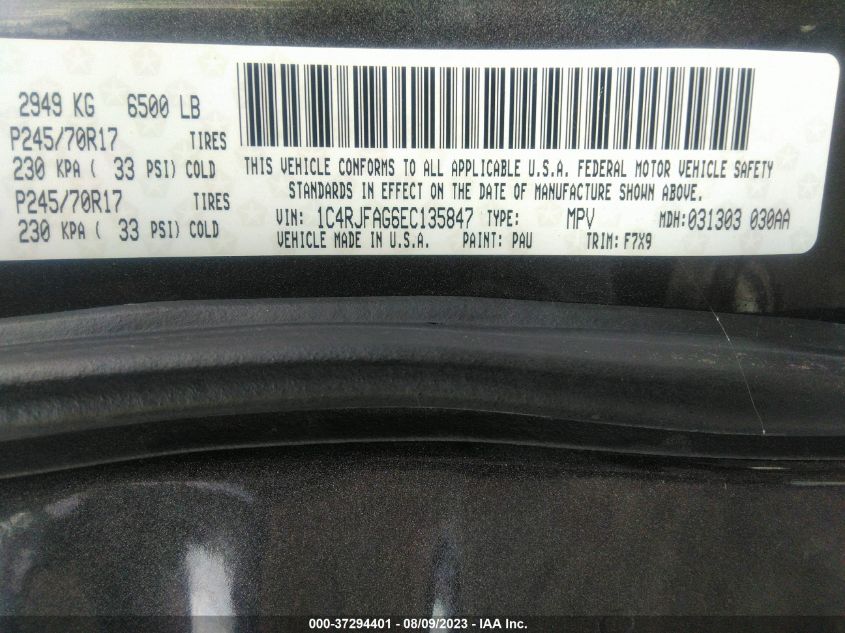 2949 KG 6500 LB
P245/70R17 TIRES
230 KPA ( 33 PSI) COLD
P245/70R17 TIRES
230 KPA ( 33 PSI) COLD
THIS VEHICLE CONFORMS TO ALL APPLICABLE U.S.A. FEDERAL MOTOR VEHICLE SAFETY
STANDARDS IN EFFECT ON THE DATE OF MANUFACTURE SHOWN ABOVE.
VIN: 1C4RJFAG6EC135847 TYPE: MPV MDH: 031303 030AA
VEHICLE MADE IN U.S.A. PAINT: PAU TRIM: F7X9
000-37294401 - 08/09/2023 - IAA Inc.